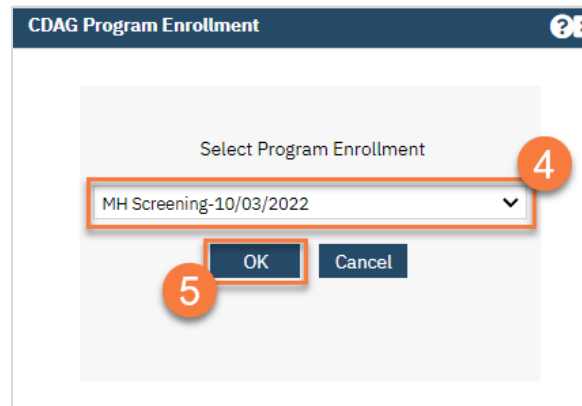 CDAG Program Enrollment ?
Select Program Enrollment
4
MH Screening-10/03/2022
OK Cancel
5